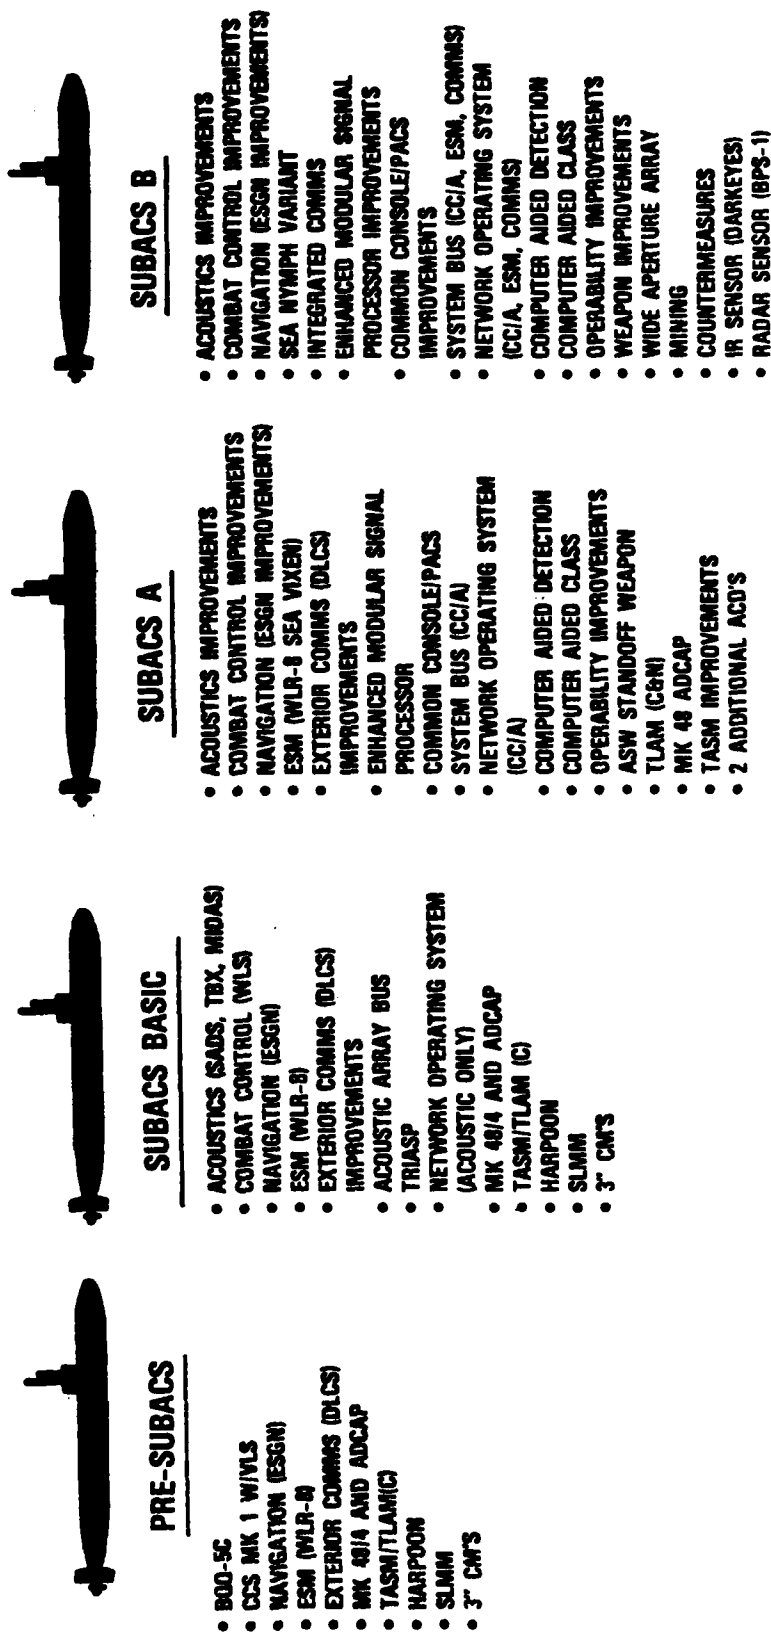 PRE-SUBACS
• BQQ-5C
• CCS MK 1 W/VLS
• NAVIGATION (ESGN)
• ESM (WLR-8)
• EXTERIOR COMMS (DLCS)
• MK 48/4 AND ADCAP
• TASM/TLAM(C)
• HARPOON
• SLMM
• 3" CM'S
SUBACS BASIC
• ACOUSTICS (SADS, TBX, MIDAS)
• COMBAT CONTROL (WLS)
• NAVIGATION (ESGN)
• ESM (WLR-8)
• EXTERIOR COMMS (DLCS)
IMPROVEMENTS
• ACOUSTIC ARRAY BUS
• TRIASP
• NETWORK OPERATING SYSTEM
(ACOUSTIC ONLY)
• MK 48/4 AND ADCAP
• TASM/TLAM (C)
• HARPOON
• SLMM
• 3" CM'S
SUBACS A
• ACOUSTICS IMPROVEMENTS
• COMBAT CONTROL IMPROVEMENTS
• NAVIGATION (ESGN IMPROVEMENTS)
• ESM (WLR-8 SEA VIXEN)
• EXTERIOR COMMS (DLCS)
IMPROVEMENTS
• ENHANCED MODULAR SIGNAL
PROCESSOR
• COMMON CONSOLE/PACS
• SYSTEM BUS (CC/A)
• NETWORK OPERATING SYSTEM
(CC/A)
• COMPUTER AIDED DETECTION
• COMPUTER AIDED CLASS
• OPERABILITY IMPROVEMENTS
• ASW STANDOFF WEAPON
• TLAM (C&N)
• MK 48 ADCAP
• TASM IMPROVEMENTS
• 2 ADDITIONAL ACD'S
SUBACS B
• ACOUSTICS IMPROVEMENTS
• COMBAT CONTROL IMPROVEMENTS
• NAVIGATION (ESGN IMPROVEMENTS)
• SEA NYMPH VARIANT
• INTEGRATED COMMS
• ENHANCED MODULAR SIGNAL
PROCESSOR IMPROVEMENTS
• COMMON CONSOLE/PACS
IMPROVEMENTS
• SYSTEM BUS (CC/A, ESM, COMMS)
• NETWORK OPERATING SYSTEM
(CC/A, ESM, COMMS)
• COMPUTER AIDED DETECTION
• COMPUTER AIDED CLASS
• OPERABILITY IMPROVEMENTS
• WEAPON IMPROVEMENTS
• WIDE APERTURE ARRAY
• MINING
• COUNTERMEASURES
• IR SENSOR (DARKEYES)
• RADAR SENSOR (BPS-1)